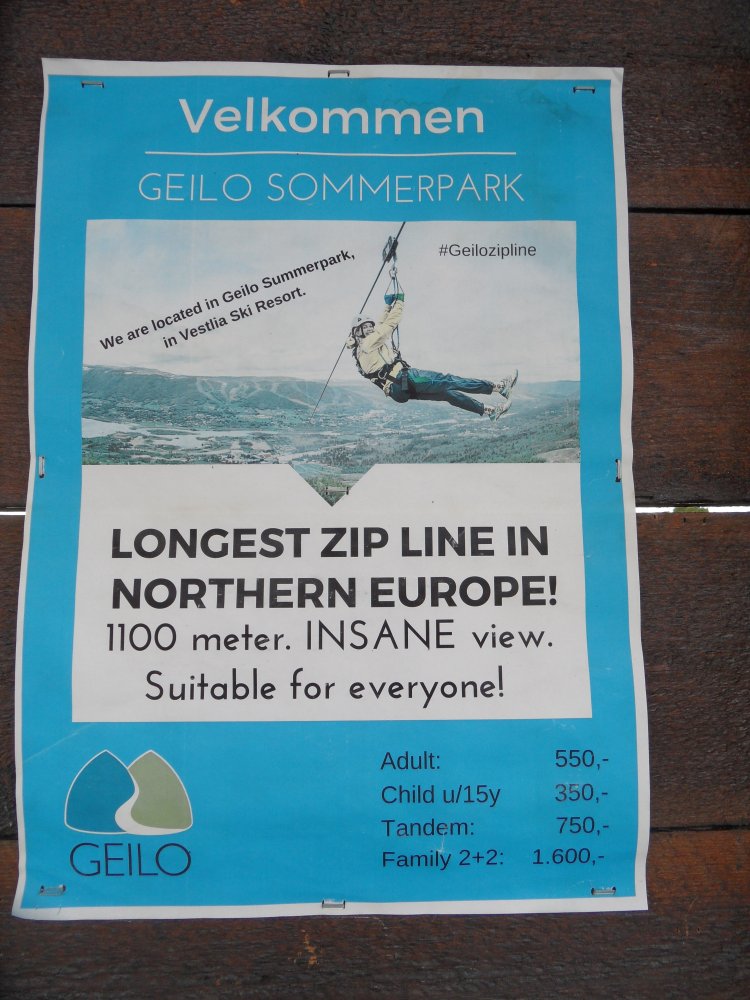 Velkommen
GEILO SOMMERPARK
We are located in Geilo Summerpark,
in Vestlia Ski Resort.
#Geilozipline
LONGEST ZIP LINE IN
NORTHERN EUROPE!
1100 meter. INSANE view.
Suitable for everyone!
GEILO
Adult: 550,-
Child u/15y 350,-
Tandem: 750,-
Family 2+2: 1.600,-